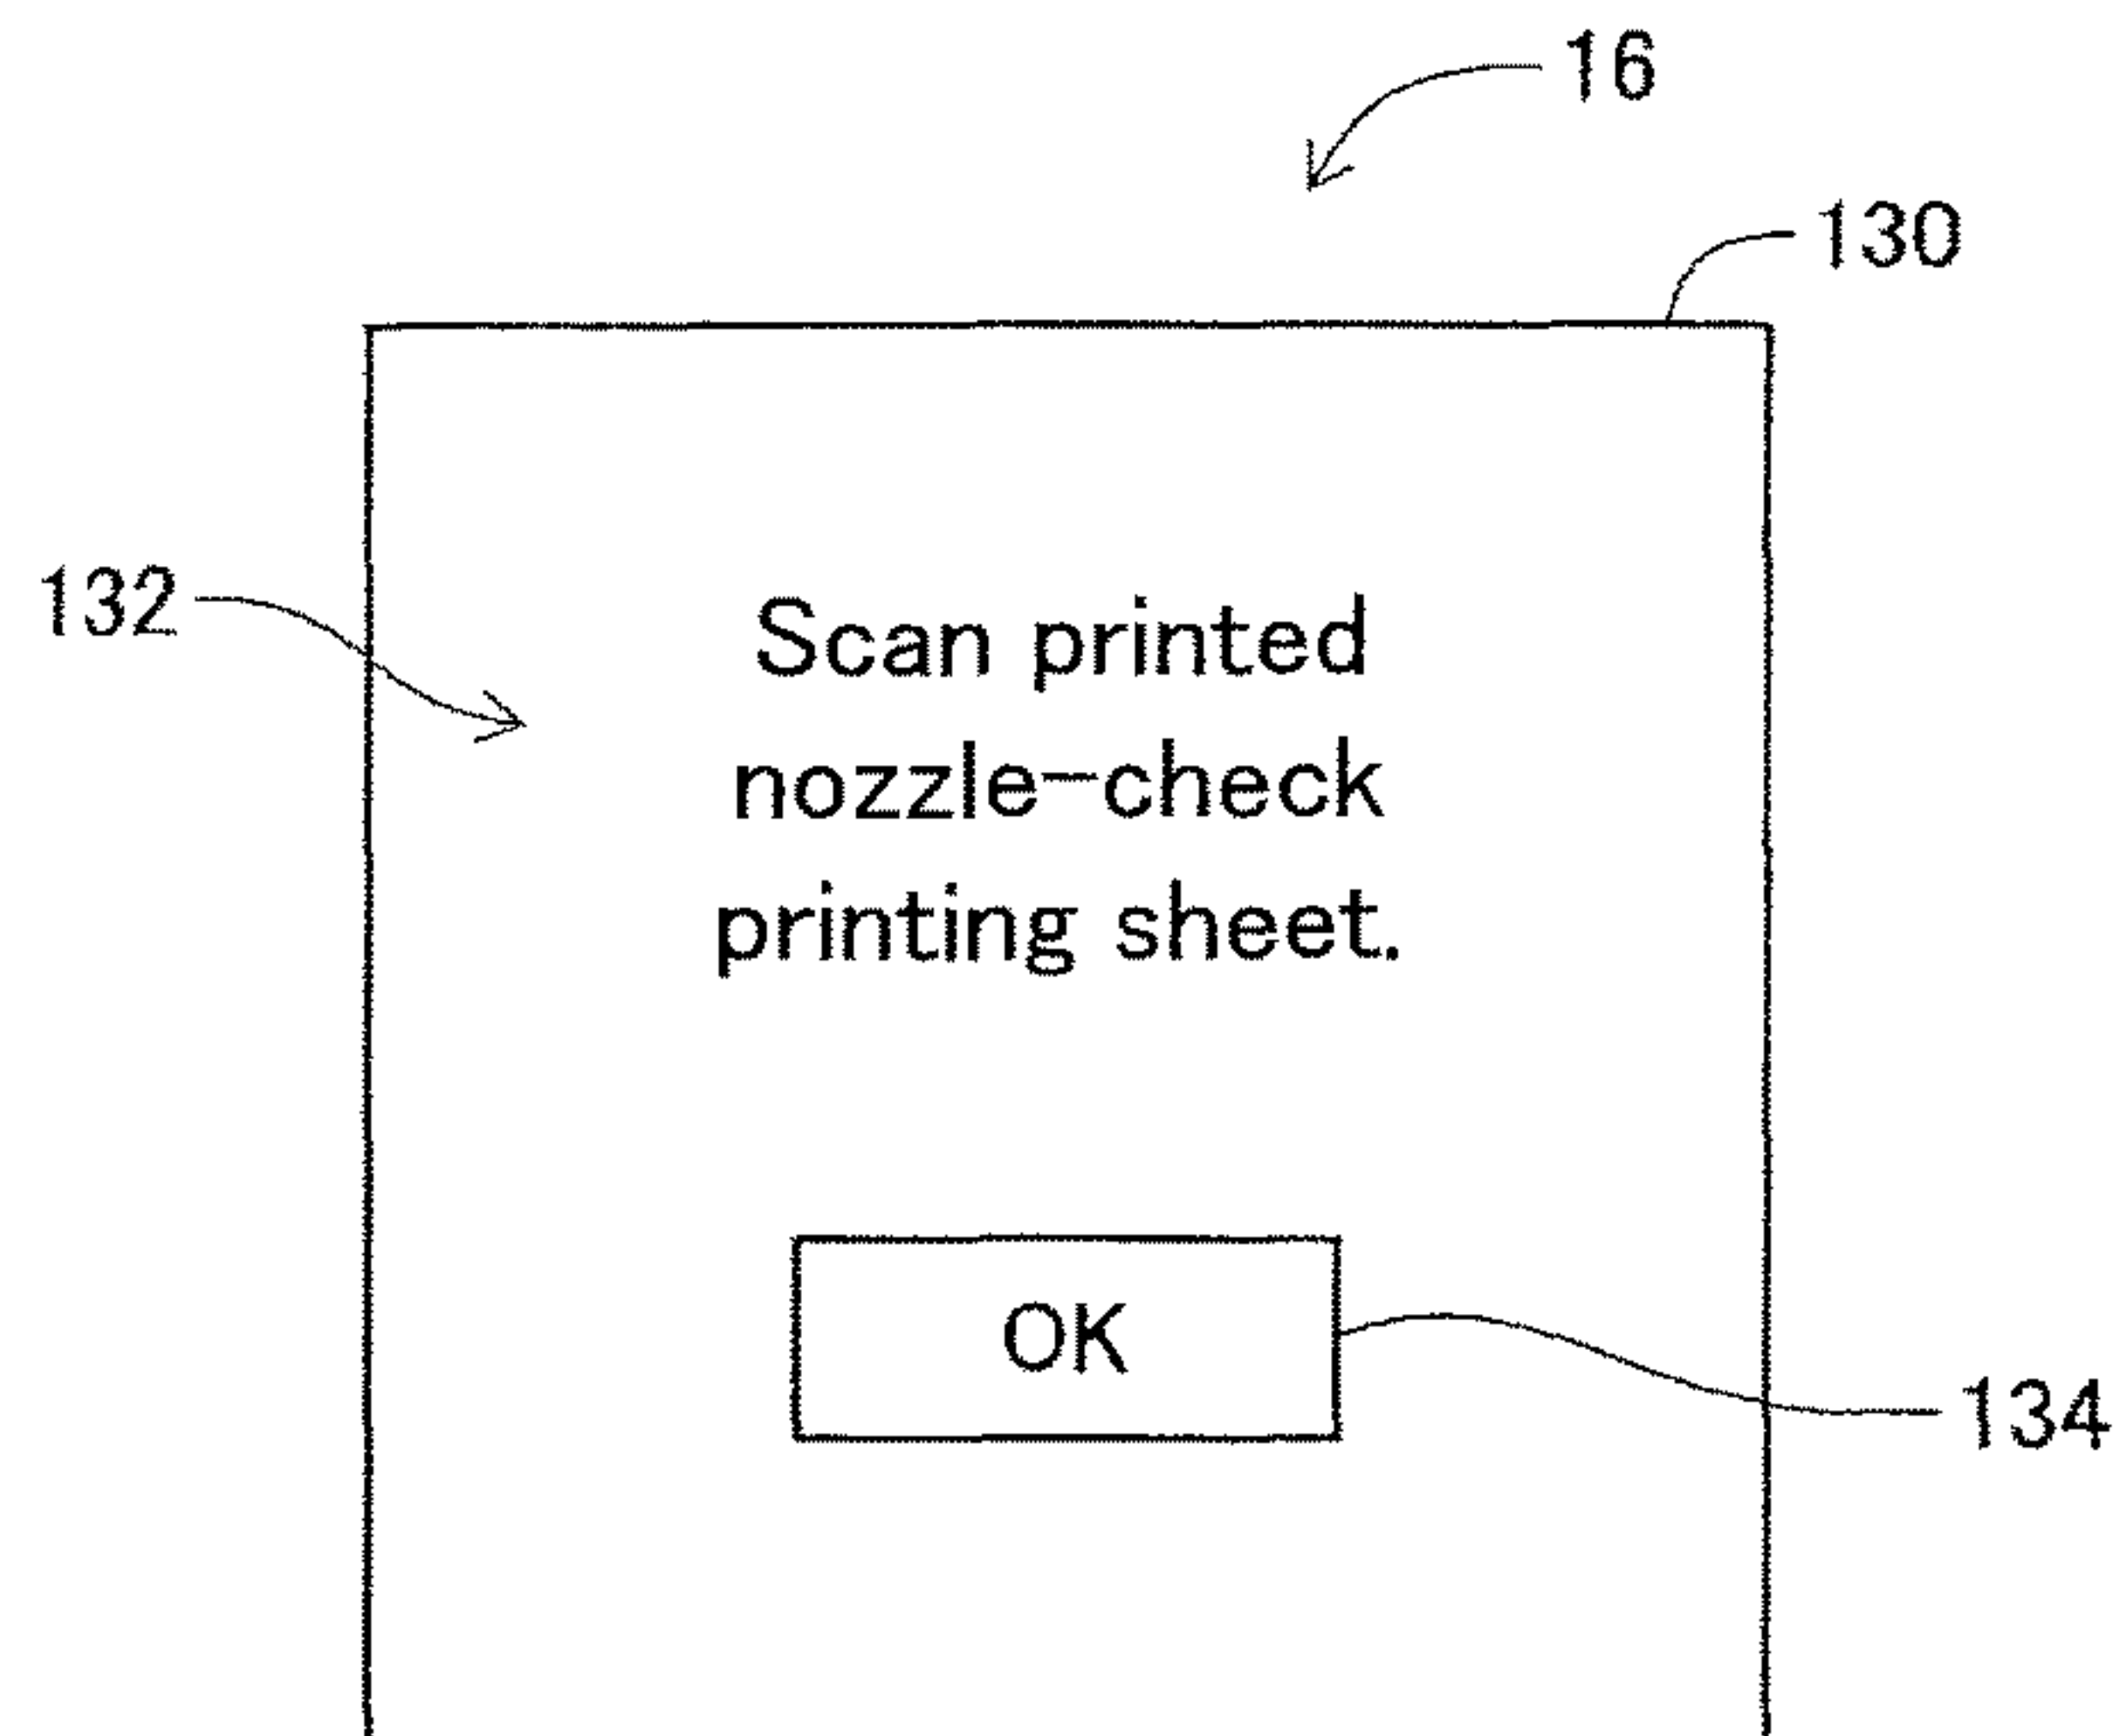 16
130
132
Scan printed
nozzle-check
printing sheet.
OK
134